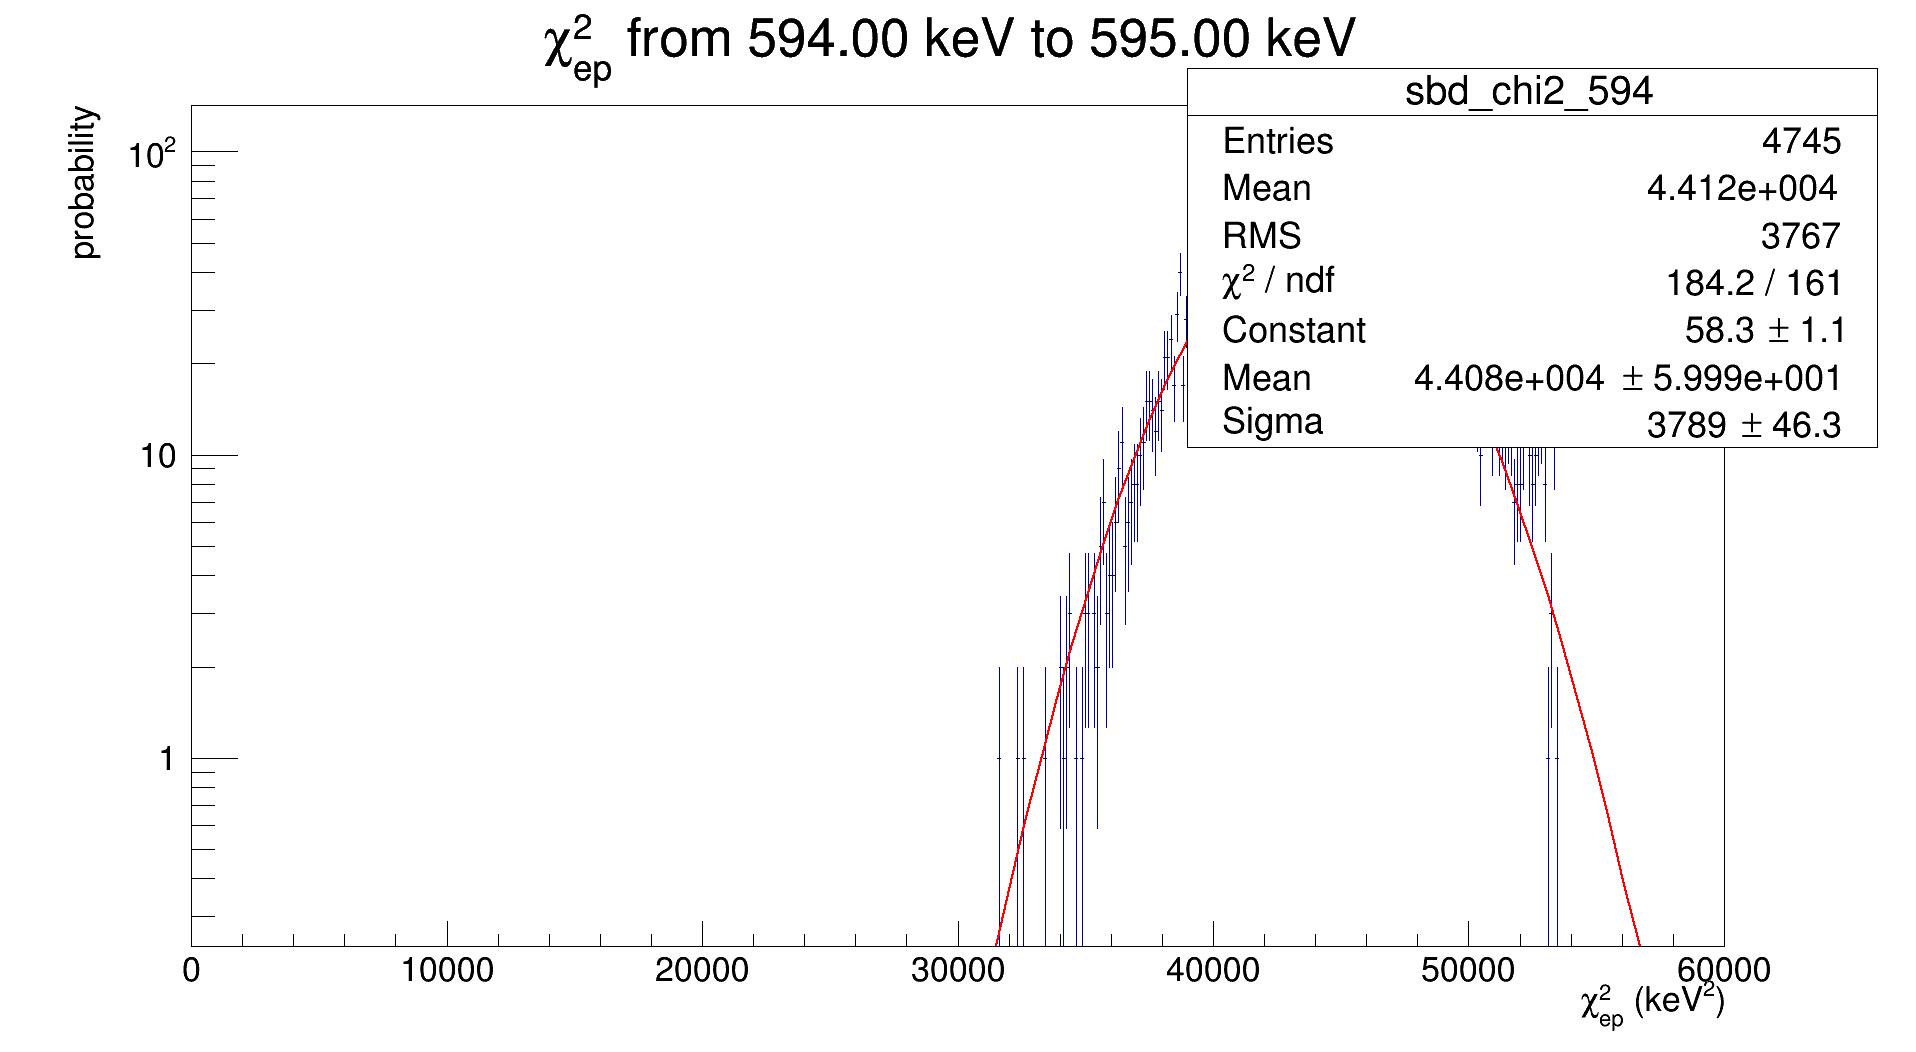 χ²ep from 594.00 keV to 595.00 keV
probability
sbd_chi2_594
Entries 4745
Mean 4.412e+004
RMS 3767
χ² / ndf 184.2 / 161
Constant 58.3 ± 1.1
Mean 4.408e+004 ± 5.999e+001
Sigma 3789 ± 46.3
10²
10
1
0 10000 20000 30000 40000 50000 60000
χ²ep (keV²)